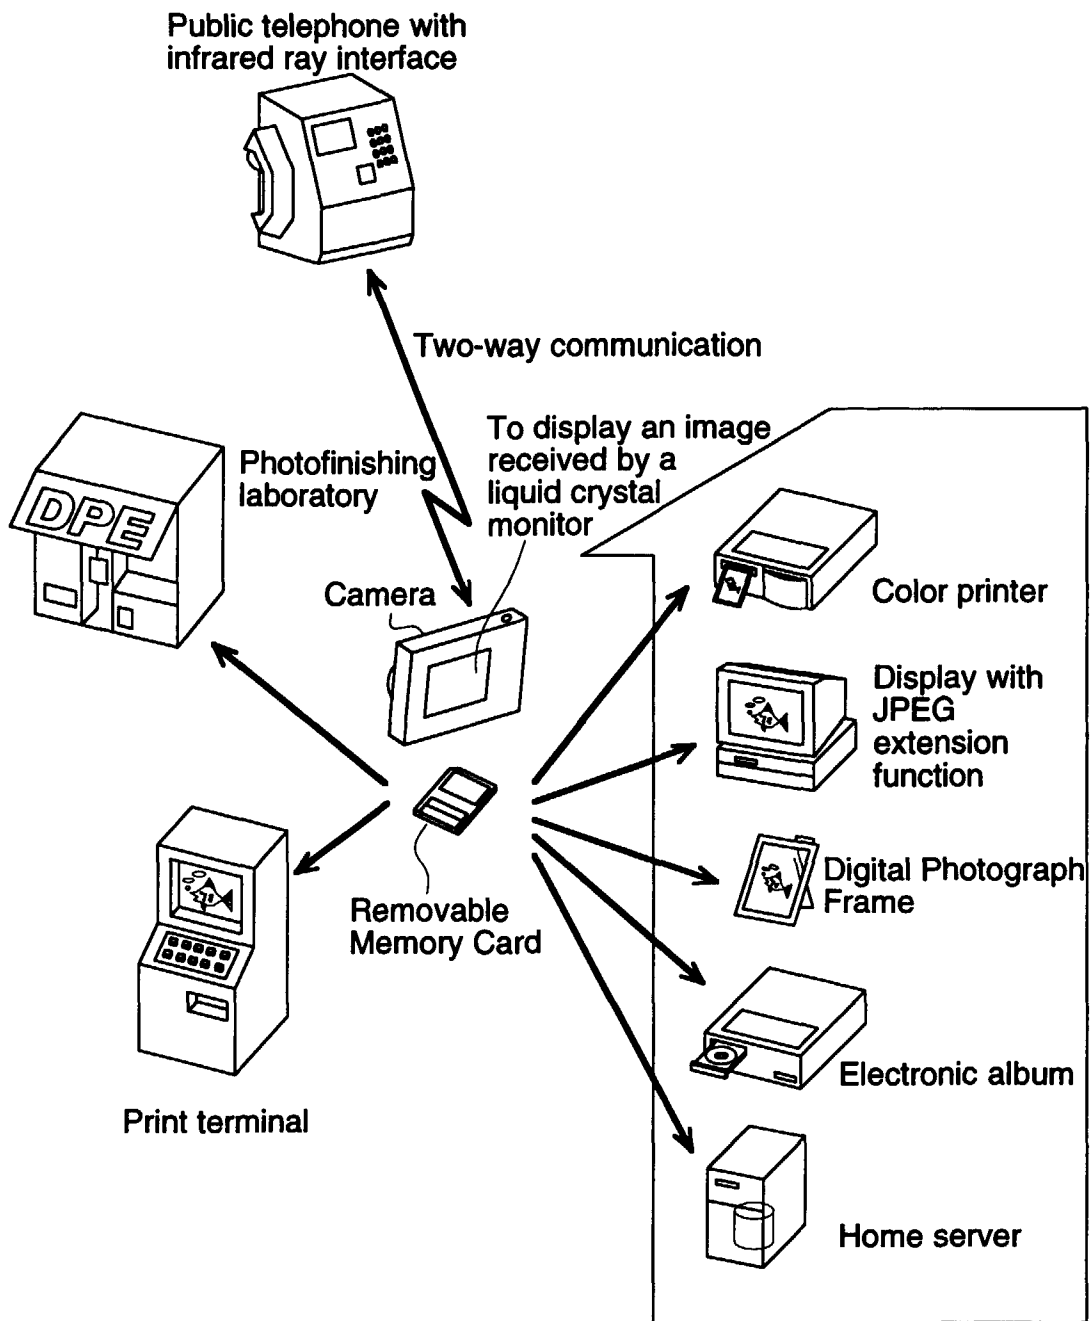 Public telephone with
infrared ray interface
Two-way communication
To display an image
received by a
liquid crystal
monitor
Photofinishing
laboratory
DPE
Camera
Color printer
Display with
JPEG
extension
function
Digital Photograph
Frame
Removable
Memory Card
Electronic album
Print terminal
Home server